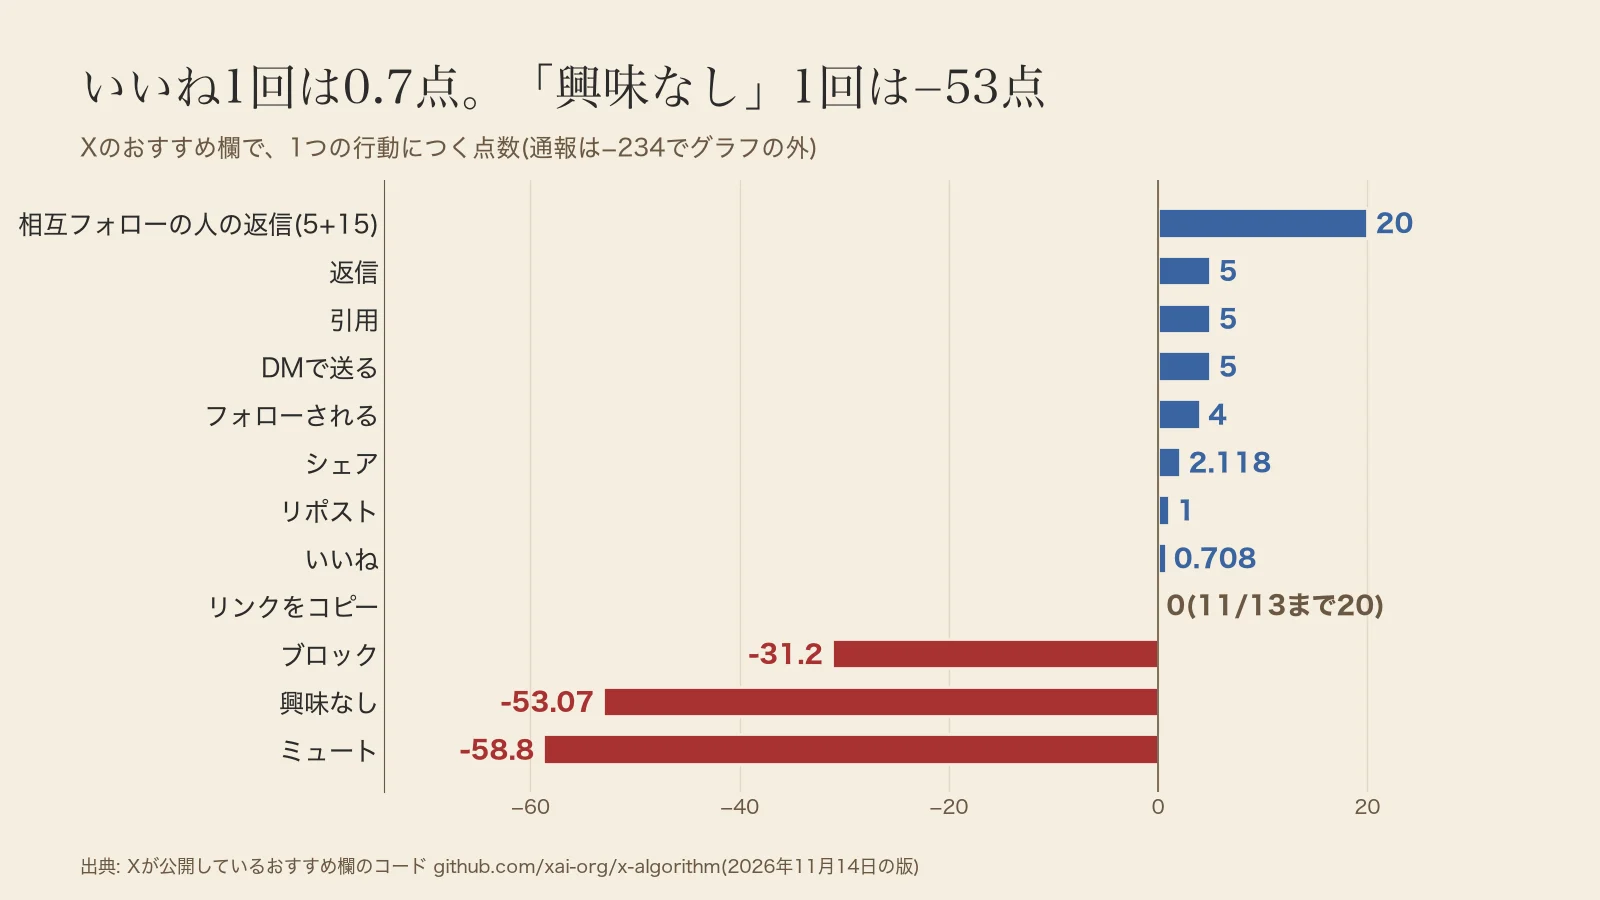 いいね1回は0.7点。「興味なし」1回は−53点
Xのおすすめ欄で、1つの行動につく点数(通報は−234でグラフの外)
相互フォローの人の返信(5+15) 20
返信 5
引用 5
DMで送る 5
フォローされる 4
シェア 2.118
リポスト 1
いいね 0.708
リンクをコピー 0(11/13まで20)
ブロック -31.2
興味なし -53.07
ミュート -58.8
−60 −40 −20 0 20
出典: Xが公開しているおすすめ欄のコード github.com/xai-org/x-algorithm(2026年11月14日の版)